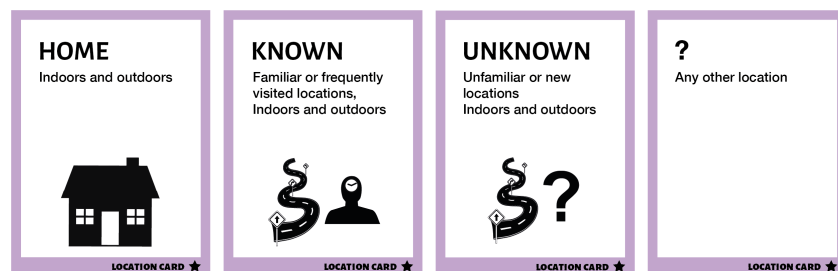 HOME
Indoors and outdoors
LOCATION CARD
KNOWN
Familiar or frequently
visited locations,
Indoors and outdoors
LOCATION CARD
UNKNOWN
Unfamiliar or new
locations
Indoors and outdoors
?
LOCATION CARD
?
Any other location
LOCATION CARD